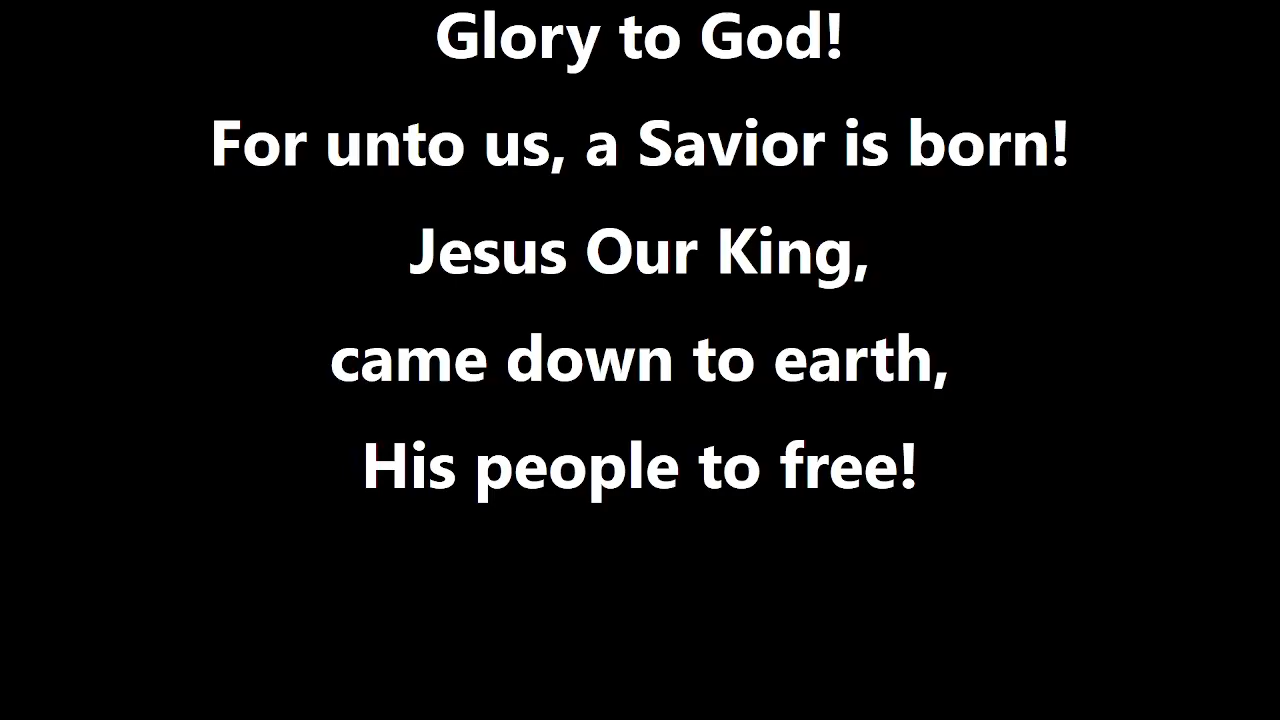 Glory to God!
For unto us, a Savior is born!
Jesus Our King,
came down to earth,
His people to free!